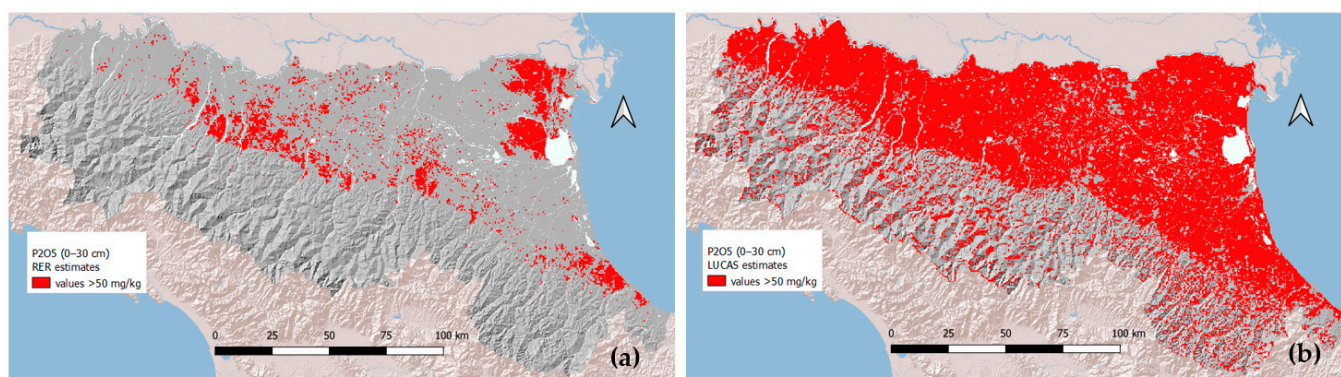 P2O5 (0–30 cm)
RER estimates
values >50 mg/kg
0 25 50 75 100 km
(a)
P2O5 (0–30 cm)
LUCAS estimates
values >50 mg/kg
0 25 50 75 100 km
(b)